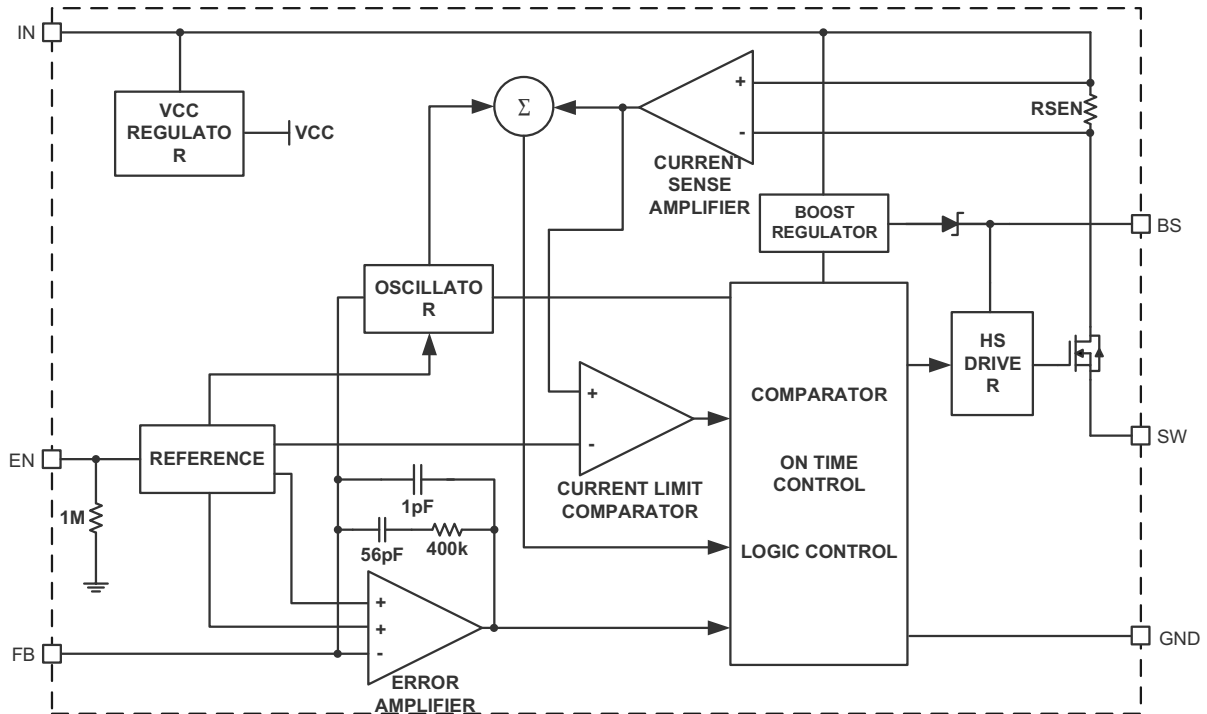 IN
VCC
REGULATO
R
VCC
Σ
+
-
CURRENT
SENSE
AMPLIFIER
RSEN
BOOST
REGULATOR
BS
OSCILLATO
R
HS
DRIVE
R
COMPARATOR
ON TIME
CONTROL
LOGIC CONTROL
+
-
CURRENT LIMIT
COMPARATOR
SW
EN
REFERENCE
1M
1pF
56pF
400k
+
+
-
ERROR
AMPLIFIER
FB
GND